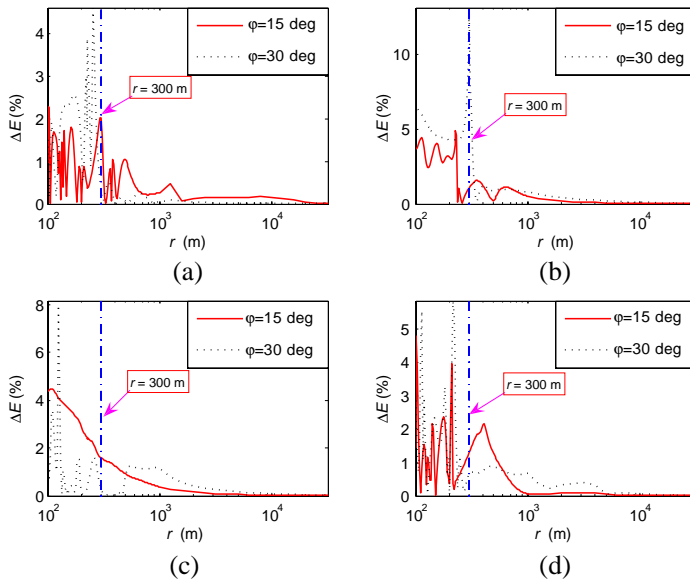 φ=15 deg
φ=30 deg
r = 300 m
ΔE (%)
4
3
2
1
0
10² 10³ 10⁴
r (m)
(a)
φ=15 deg
φ=30 deg
r = 300 m
ΔE (%)
10
5
0
10² 10³ 10⁴
r (m)
(b)
φ=15 deg
φ=30 deg
r = 300 m
ΔE (%)
8
6
4
2
0
10² 10³ 10⁴
r (m)
(c)
φ=15 deg
φ=30 deg
r = 300 m
ΔE (%)
5
4
3
2
1
0
10² 10³ 10⁴
r (m)
(d)